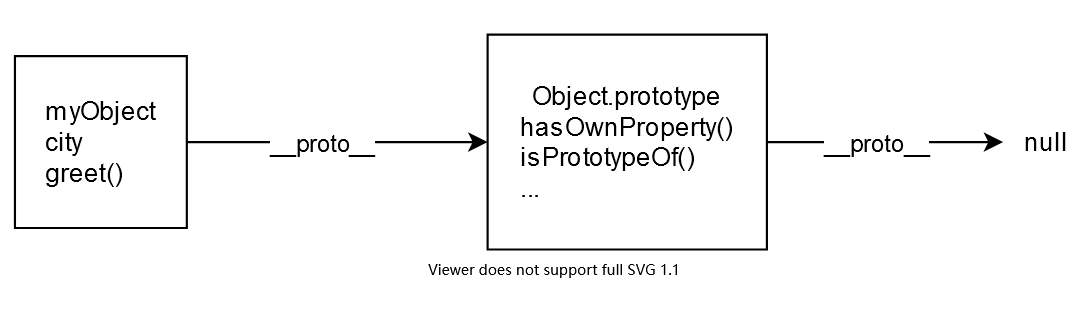 myObject
city
greet()
__proto__
Object.prototype
hasOwnProperty()
isPrototypeOf()
...
__proto__
null
Viewer does not support full SVG 1.1